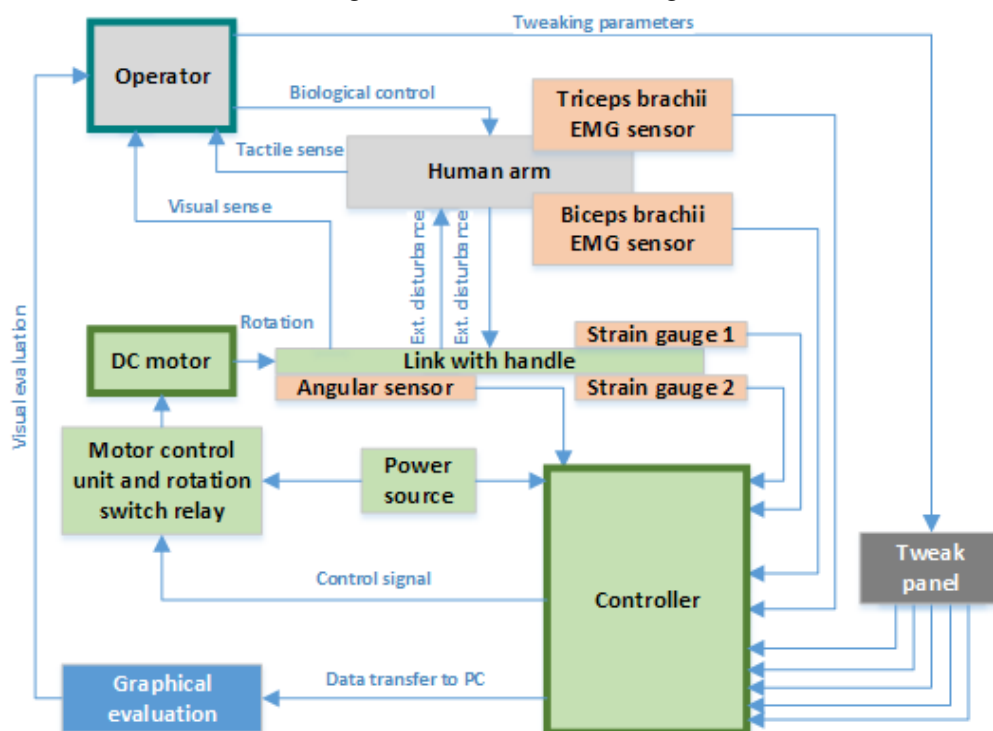 Tweaking parameters
Operator
Biological control
Triceps brachii
EMG sensor
Tactile sense
Human arm
Visual sense
Biceps brachii
EMG sensor
Ext. disturbance
Ext. disturbance
Visual evaluation
Rotation
Strain gauge 1
DC motor
Link with handle
Angular sensor
Strain gauge 2
Motor control
unit and rotation
switch relay
Power
source
Tweak
panel
Control signal
Controller
Graphical
evaluation
Data transfer to PC